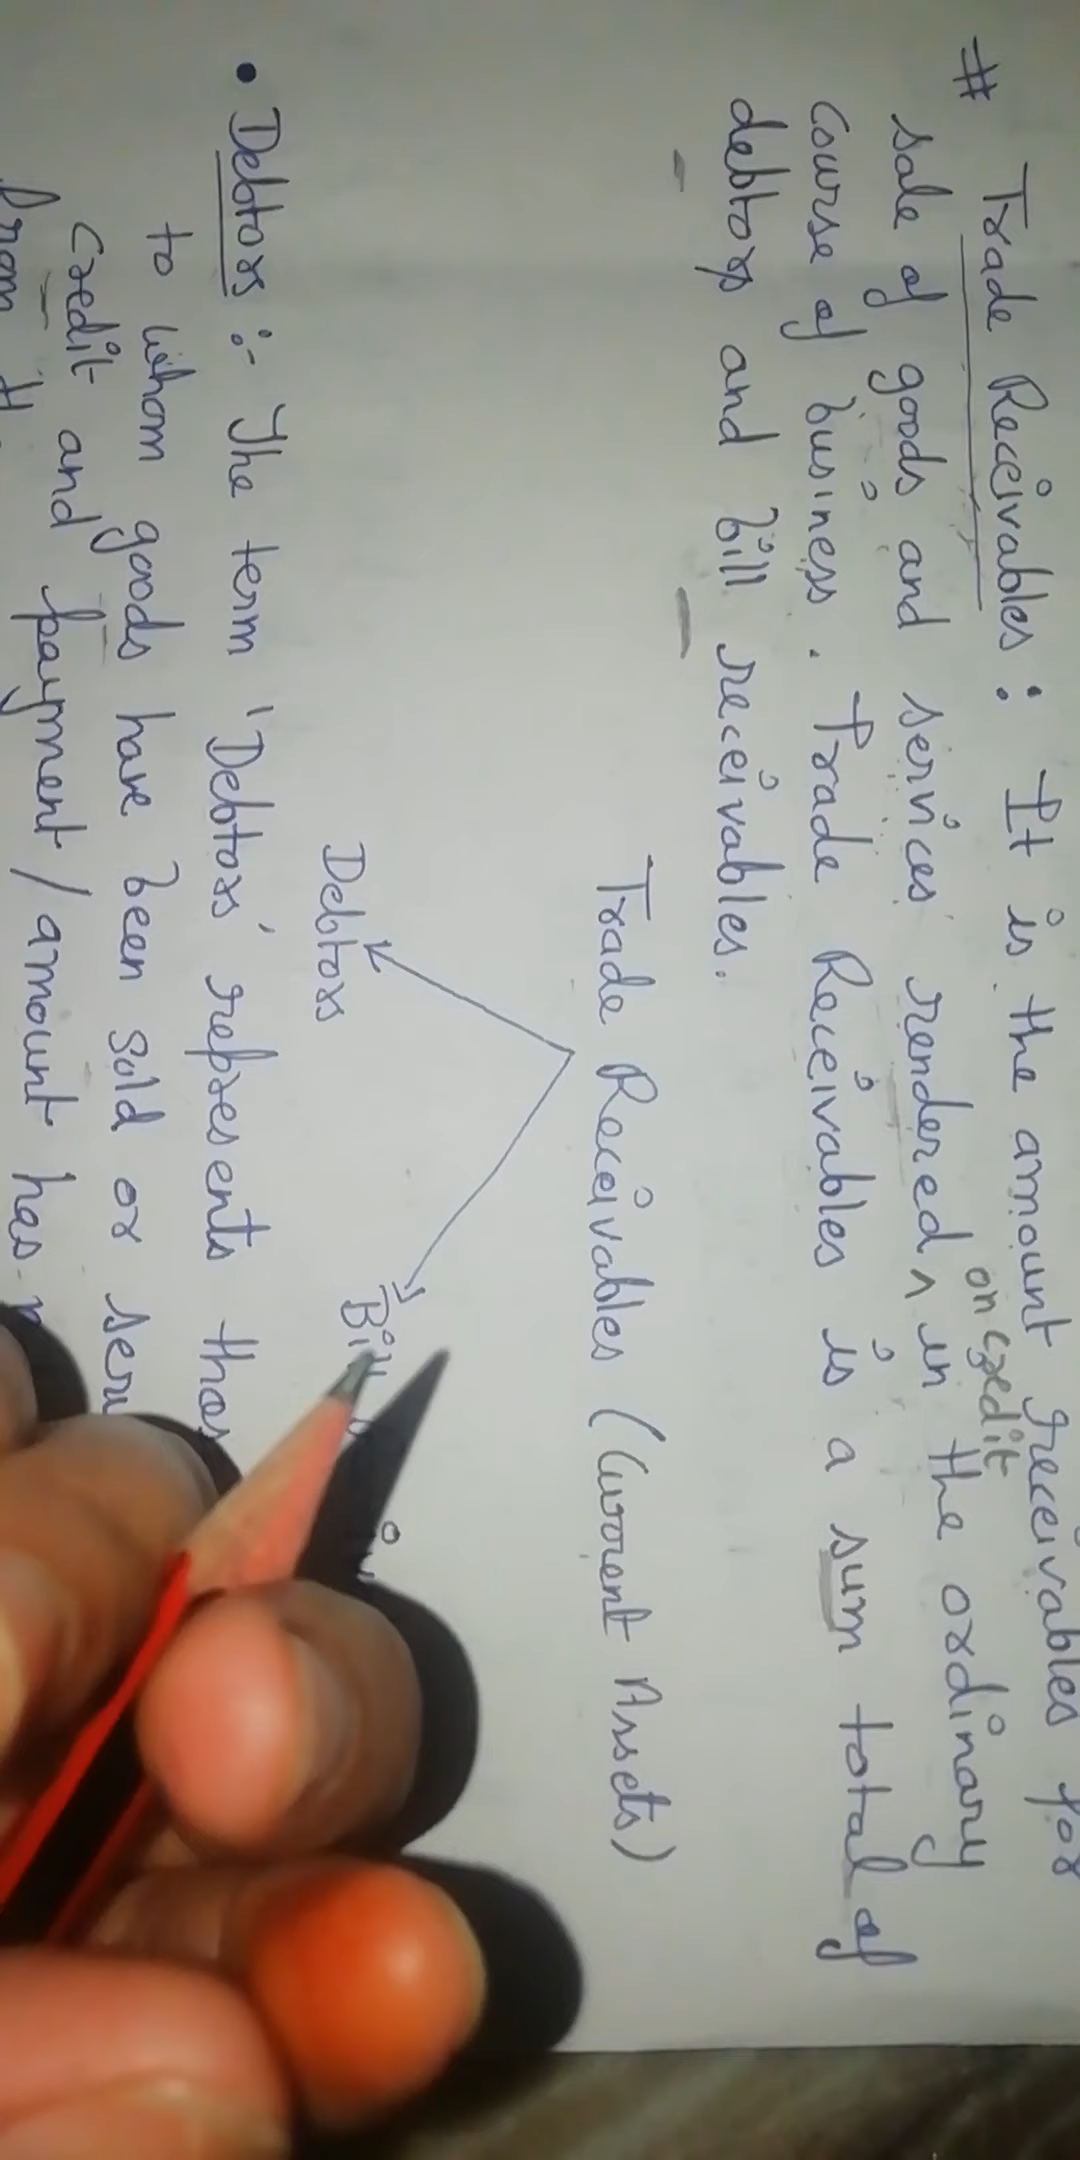 # Trade Receivables : It is the amount receivables for
on credit
sale of goods and services rendered ^ in the ordinary
course of business. Trade Receivables is a sum total of
debtors and bill receivables.
Trade Receivables (Current Assets)
Debtors Bill
• Debtors :- The term 'Debtors' represents
to whom goods have been sold or
credit and payment / amount has
from